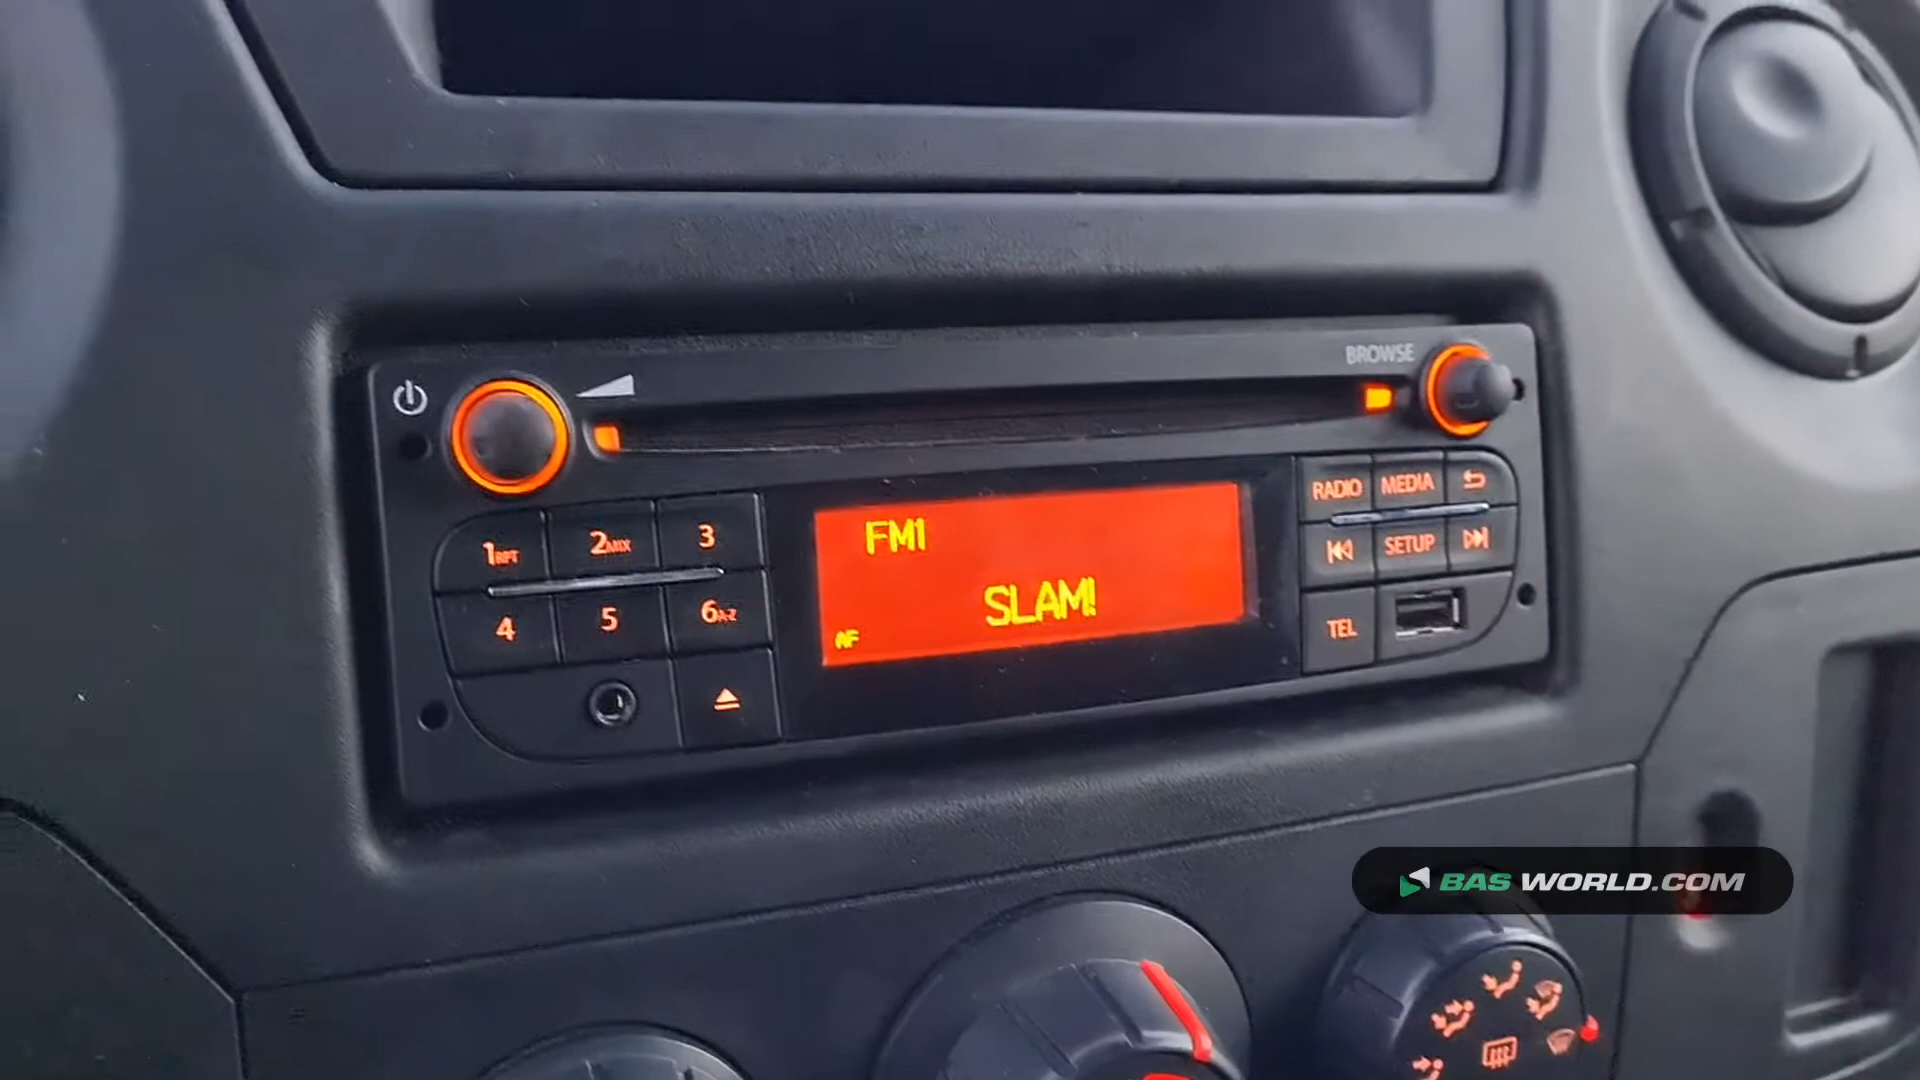 BROWSE
RADIO MEDIA
1RPT 2MIX 3
FM1
SETUP
SLAM!
4 5 6A-Z
TEL
AF
BAS WORLD.COM